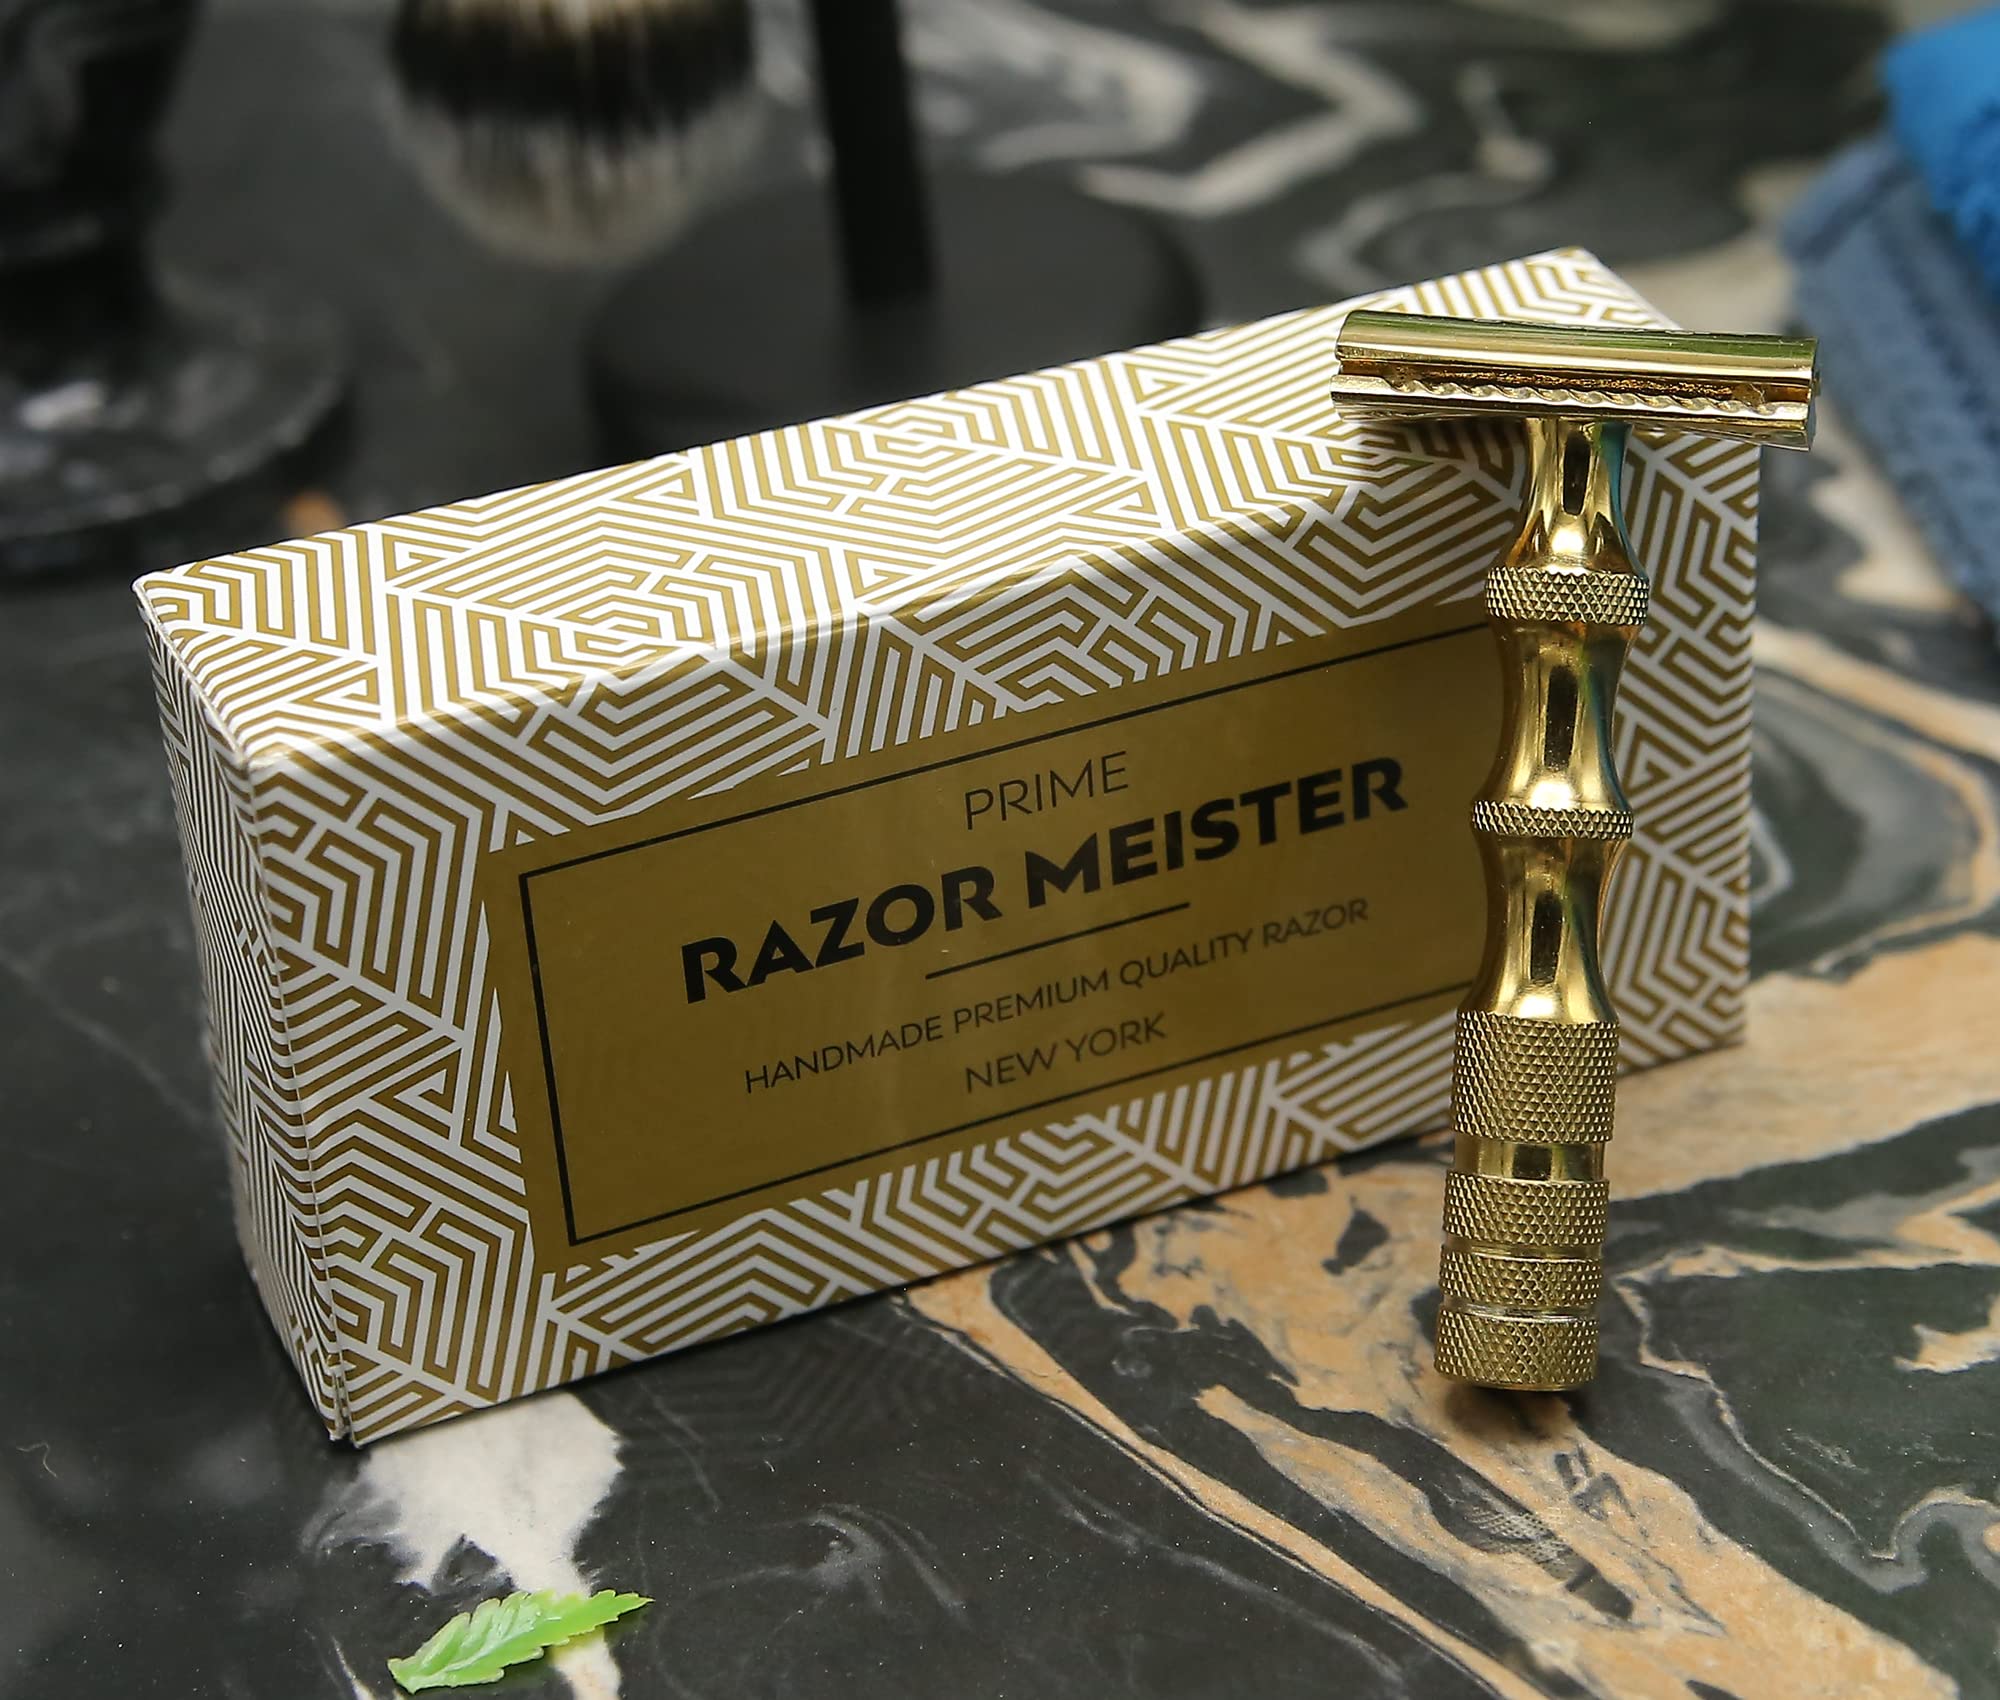 PRIME
RAZOR MEISTER
HANDMADE PREMIUM QUALITY RAZOR
NEW YORK